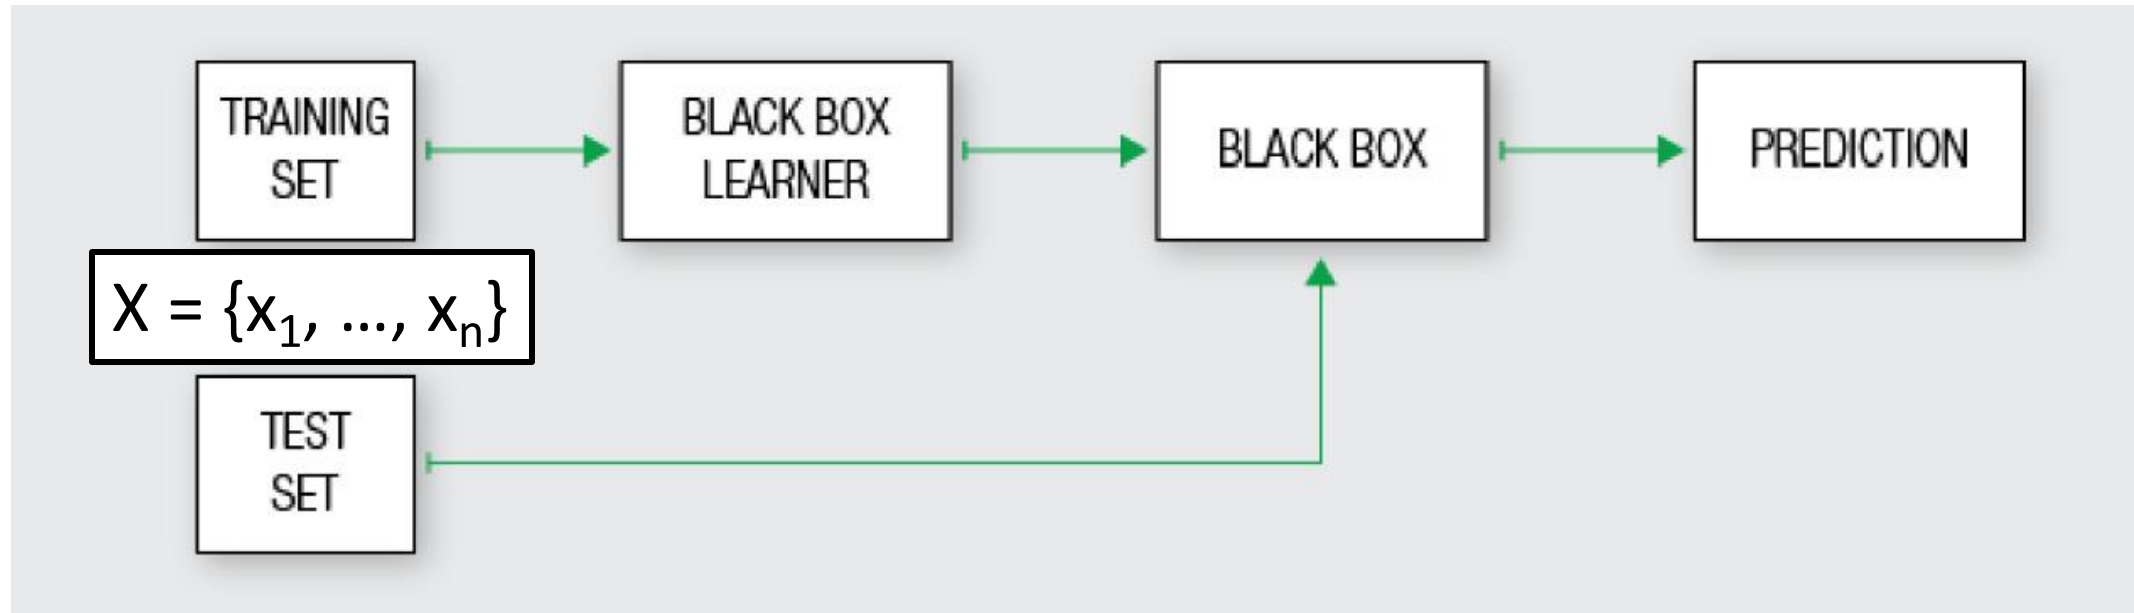 TRAINING
SET
BLACK BOX
LEARNER
BLACK BOX
PREDICTION
X = {x₁, ..., xₙ}
TEST
SET